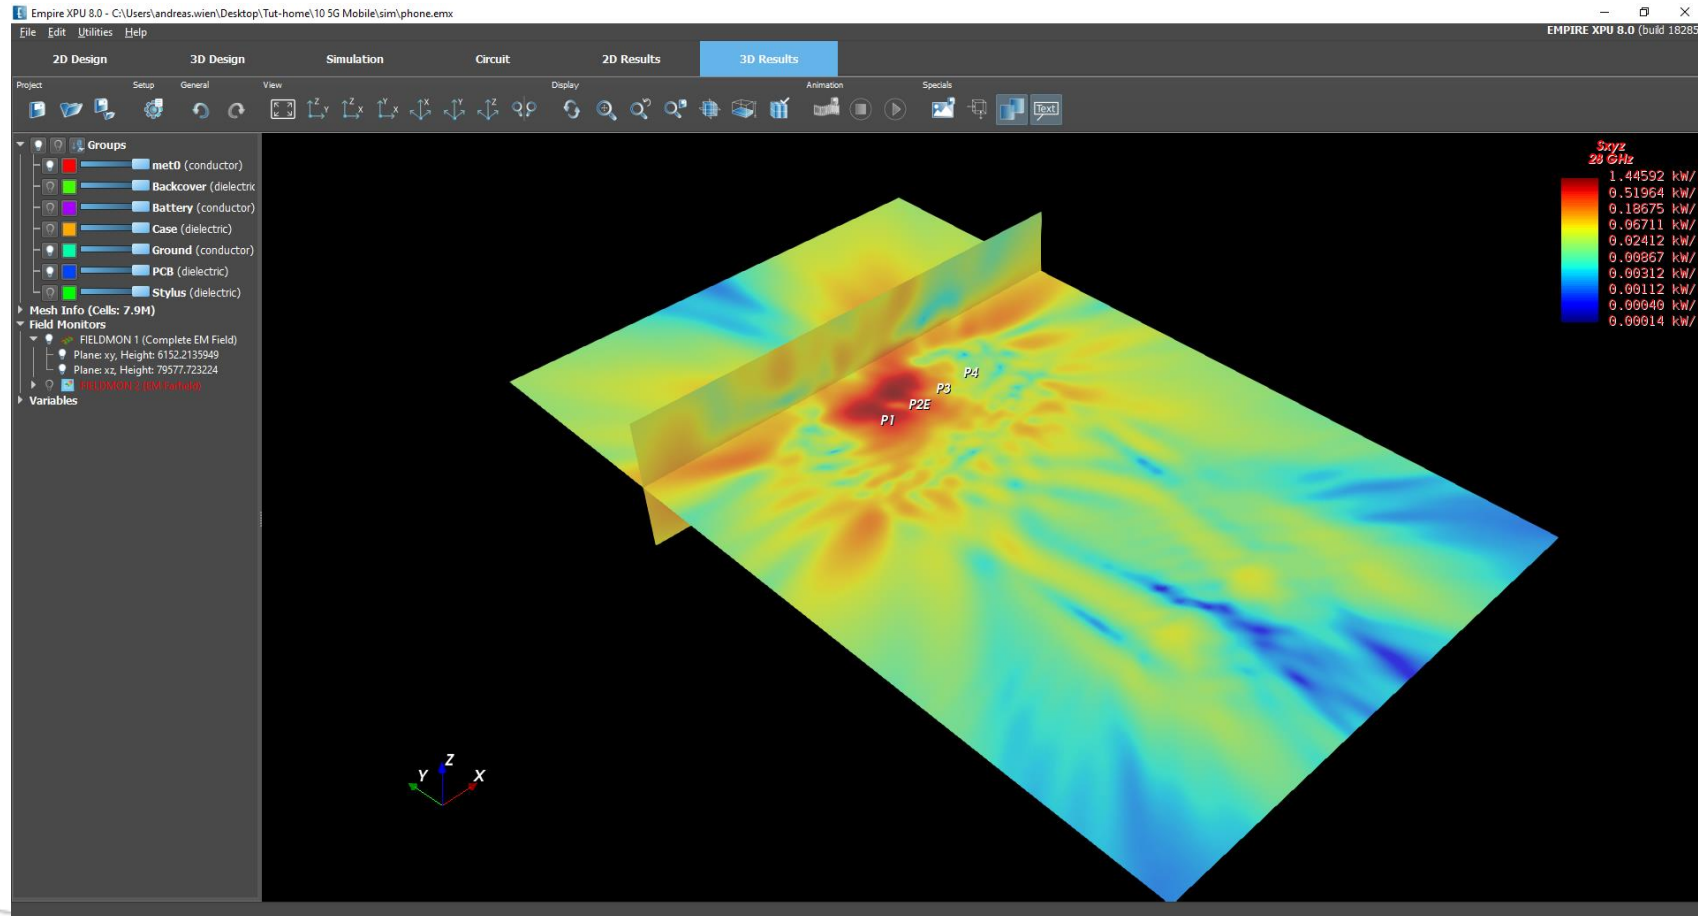 Empire XPU 8.0 - C:\Users\andreas.wien\Desktop\Tut-home\10 5G Mobile\sim\phone.emx
File Edit Utilities Help
EMPIRE XPU 8.0 (build 18285
2D Design 3D Design Simulation Circuit 2D Results 3D Results
Project Setup General View Display Animation Specials
Z Y Z X Y X X Y Z Text
Groups
met0 (conductor)
Backcover (dielectric
Battery (conductor)
Case (dielectric)
Ground (conductor)
PCB (dielectric)
Stylus (dielectric)
Mesh Info (Cells: 7.9M)
Field Monitors
FIELDMON 1 (Complete EM Field)
Plane: xy, Height: 6152.2135949
Plane: xz, Height: 79577.723224
FIELDMON 2 (EM Farfield)
Variables
Sxyz
28 GHz
1.44592 kW/
0.51964 kW/
0.18675 kW/
0.06711 kW/
0.02412 kW/
0.00867 kW/
0.00312 kW/
0.00112 kW/
0.00040 kW/
0.00014 kW/
P4
P3
P2E
P1
Z
Y X